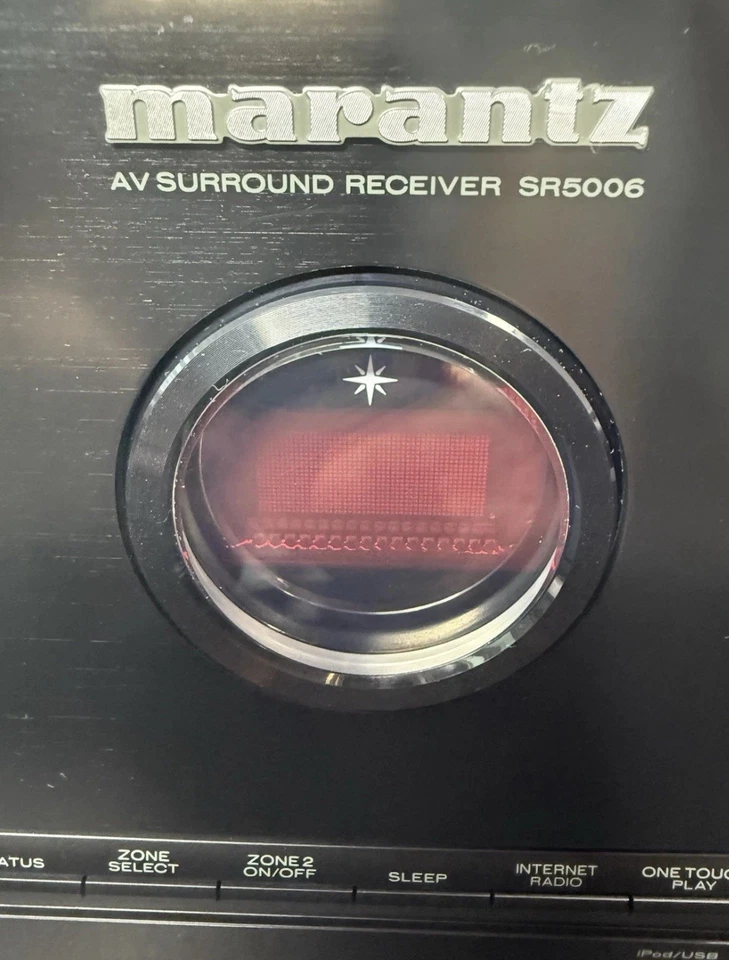 marantz
AV SURROUND RECEIVER SR5006
ATUS
ZONE
SELECT
ZONE 2
ON/OFF
SLEEP
INTERNET
RADIO
ONE TOUC
PLAY
iPod/USB